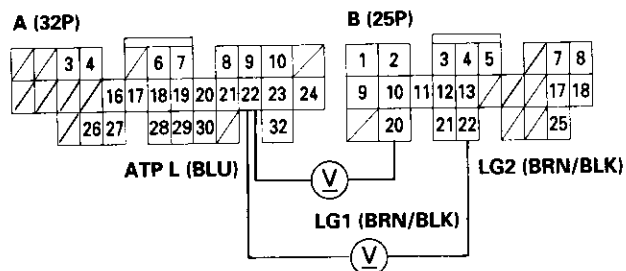 A (32P) B (25P)
3 4 6 7 8 9 10 1 2 3 4 5 7 8
16 17 18 19 20 21 22 23 24 9 10 11 12 13 17 18
26 27 28 29 30 32 20 21 22 25
ATP L (BLU) V LG2 (BRN/BLK)
LG1 (BRN/BLK)
V